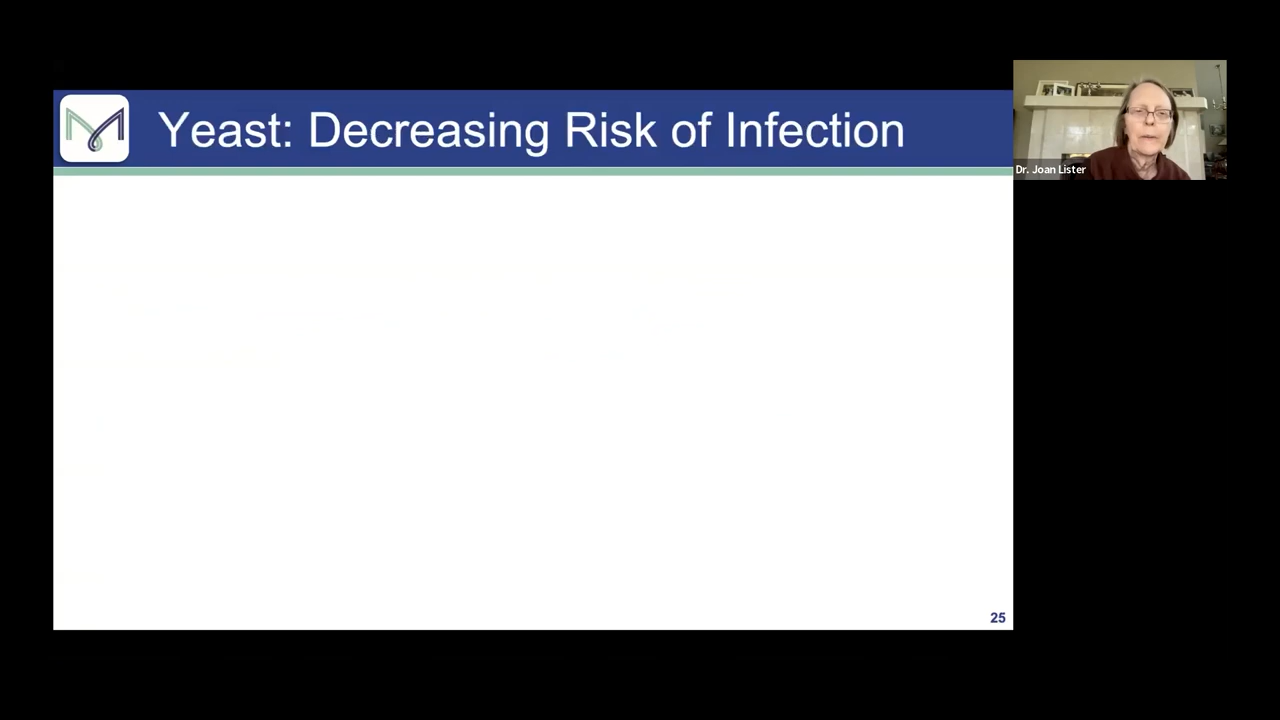 Yeast: Decreasing Risk of Infection
Dr. Joan Lister
25